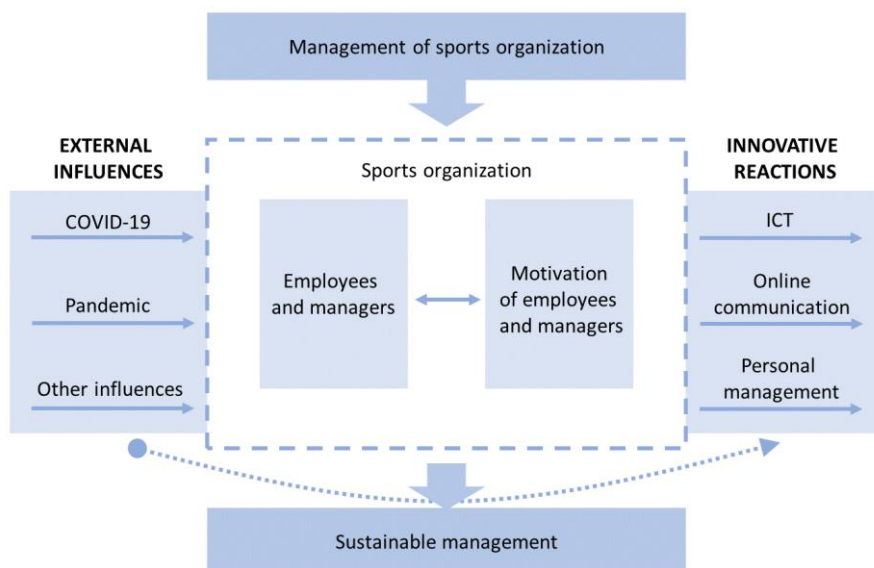 Management of sports organization
EXTERNAL
INFLUENCES
COVID-19
Pandemic
Other influences
Sports organization
Employees
and managers
Motivation
of employees
and managers
INNOVATIVE
REACTIONS
ICT
Online
communication
Personal
management
Sustainable management